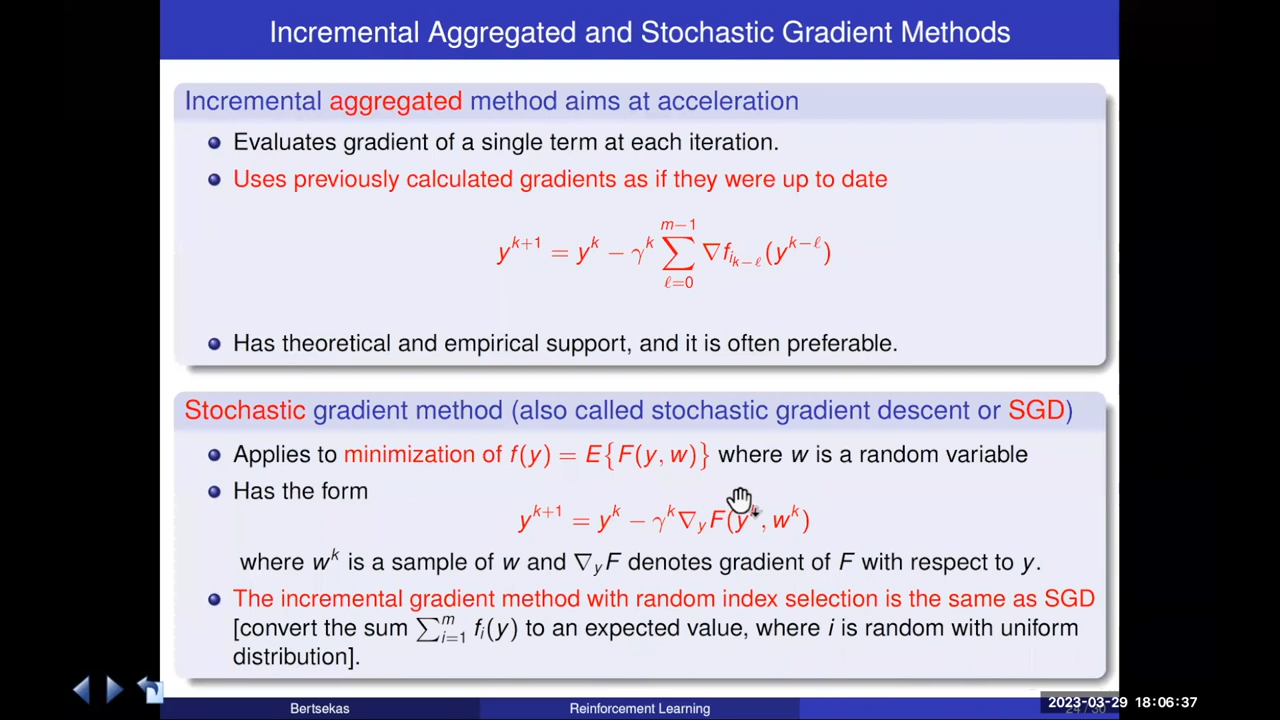 Incremental Aggregated and Stochastic Gradient Methods
Incremental aggregated method aims at acceleration
Evaluates gradient of a single term at each iteration.
Uses previously calculated gradients as if they were up to date
y^{k+1} = y^k − γ^k ∑_{ℓ=0}^{m−1} ∇f_{i_{k−ℓ}}(y^{k−ℓ})
Has theoretical and empirical support, and it is often preferable.
Stochastic gradient method (also called stochastic gradient descent or SGD)
Applies to minimization of f(y) = E{F(y, w)} where w is a random variable
Has the form
y^{k+1} = y^k − γ^k ∇_y F(y^k, w^k)
where w^k is a sample of w and ∇_y F denotes gradient of F with respect to y.
The incremental gradient method with random index selection is the same as SGD
[convert the sum ∑_{i=1}^m f_i(y) to an expected value, where i is random with uniform
distribution].
Bertsekas Reinforcement Learning
2023-03-29 18:06:37